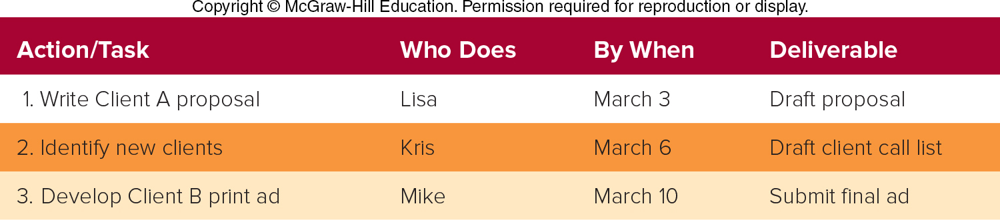 Copyright © McGraw-Hill Education. Permission required for reproduction or display.
Action/Task Who Does By When Deliverable
1. Write Client A proposal Lisa March 3 Draft proposal
2. Identify new clients Kris March 6 Draft client call list
3. Develop Client B print ad Mike March 10 Submit final ad